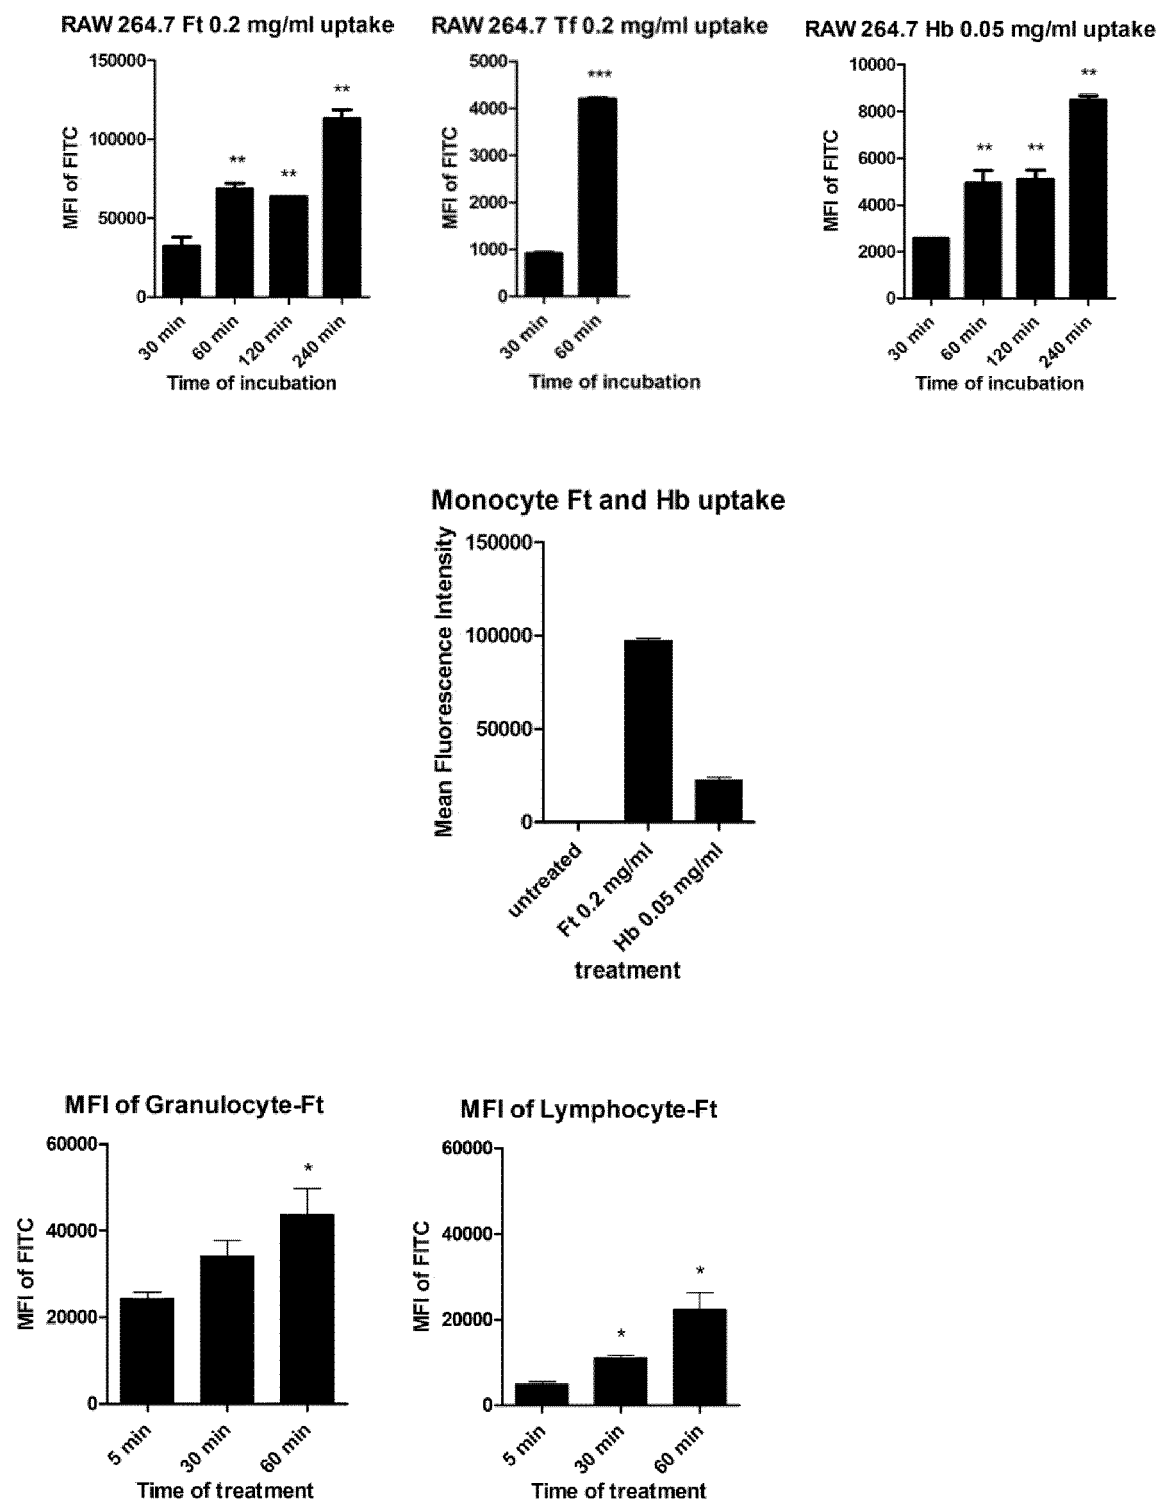 RAW 264.7 Ft 0.2 mg/ml uptake
MFI of FITC
150000
100000
50000
0
**
**
**
30 min
60 min
120 min
240 min
Time of incubation
RAW 264.7 Tf 0.2 mg/ml uptake
MFI of FITC
5000
4000
3000
2000
1000
0
***
30 min
60 min
Time of incubation
RAW 264.7 Hb 0.05 mg/ml uptake
MFI of FITC
10000
8000
6000
4000
2000
0
**
**
**
30 min
60 min
120 min
240 min
Time of incubation
Monocyte Ft and Hb uptake
Mean Fluorescence Intensity
150000
100000
50000
0
untreated
Ft 0.2 mg/ml
Hb 0.05 mg/ml
treatment
MFI of Granulocyte-Ft
MFI of FITC
60000
40000
20000
0
*
5 min
30 min
60 min
Time of treatment
MFI of Lymphocyte-Ft
MFI of FITC
60000
40000
20000
0
*
*
5 min
30 min
60 min
Time of treatment